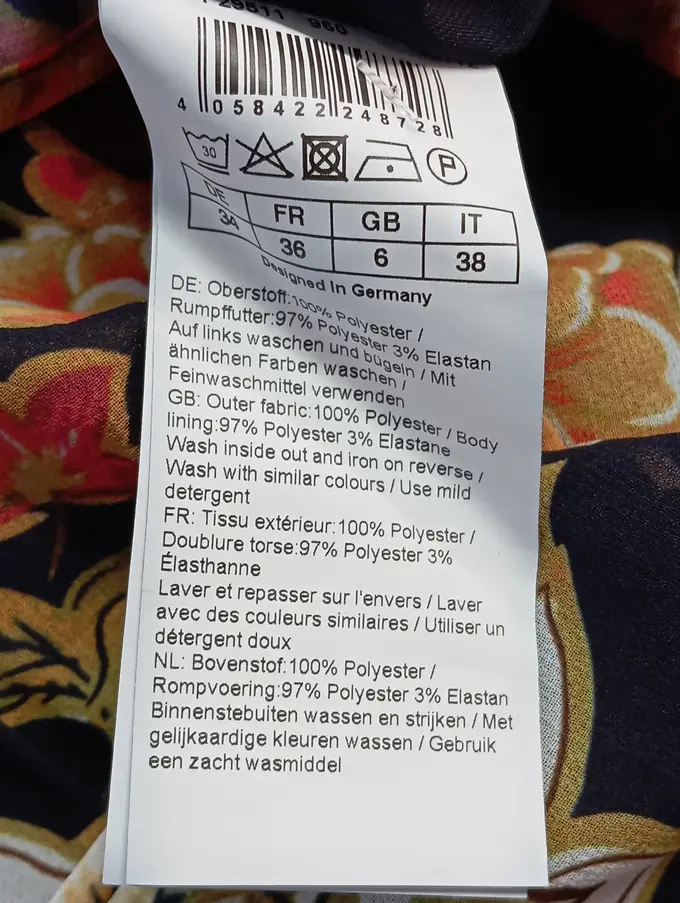 29511 960
4 058422 248728
30 P
DE FR GB IT
34 36 6 38
Designed In Germany
DE: Oberstoff:100% Polyester /
Rumpffutter:97% Polyester 3% Elastan
Auf links waschen und bügeln / Mit
ähnlichen Farben waschen /
Feinwaschmittel verwenden
GB: Outer fabric:100% Polyester / Body
lining:97% Polyester 3% Elastane
Wash inside out and iron on reverse /
Wash with similar colours / Use mild
detergent
FR: Tissu extérieur:100% Polyester /
Doublure torse:97% Polyester 3%
Élasthanne
Laver et repasser sur l'envers / Laver
avec des couleurs similaires / Utiliser un
détergent doux
NL: Bovenstof:100% Polyester /
Rompvoering:97% Polyester 3% Elastan
Binnenstebuiten wassen en strijken / Met
gelijkaardige kleuren wassen / Gebruik
een zacht wasmiddel